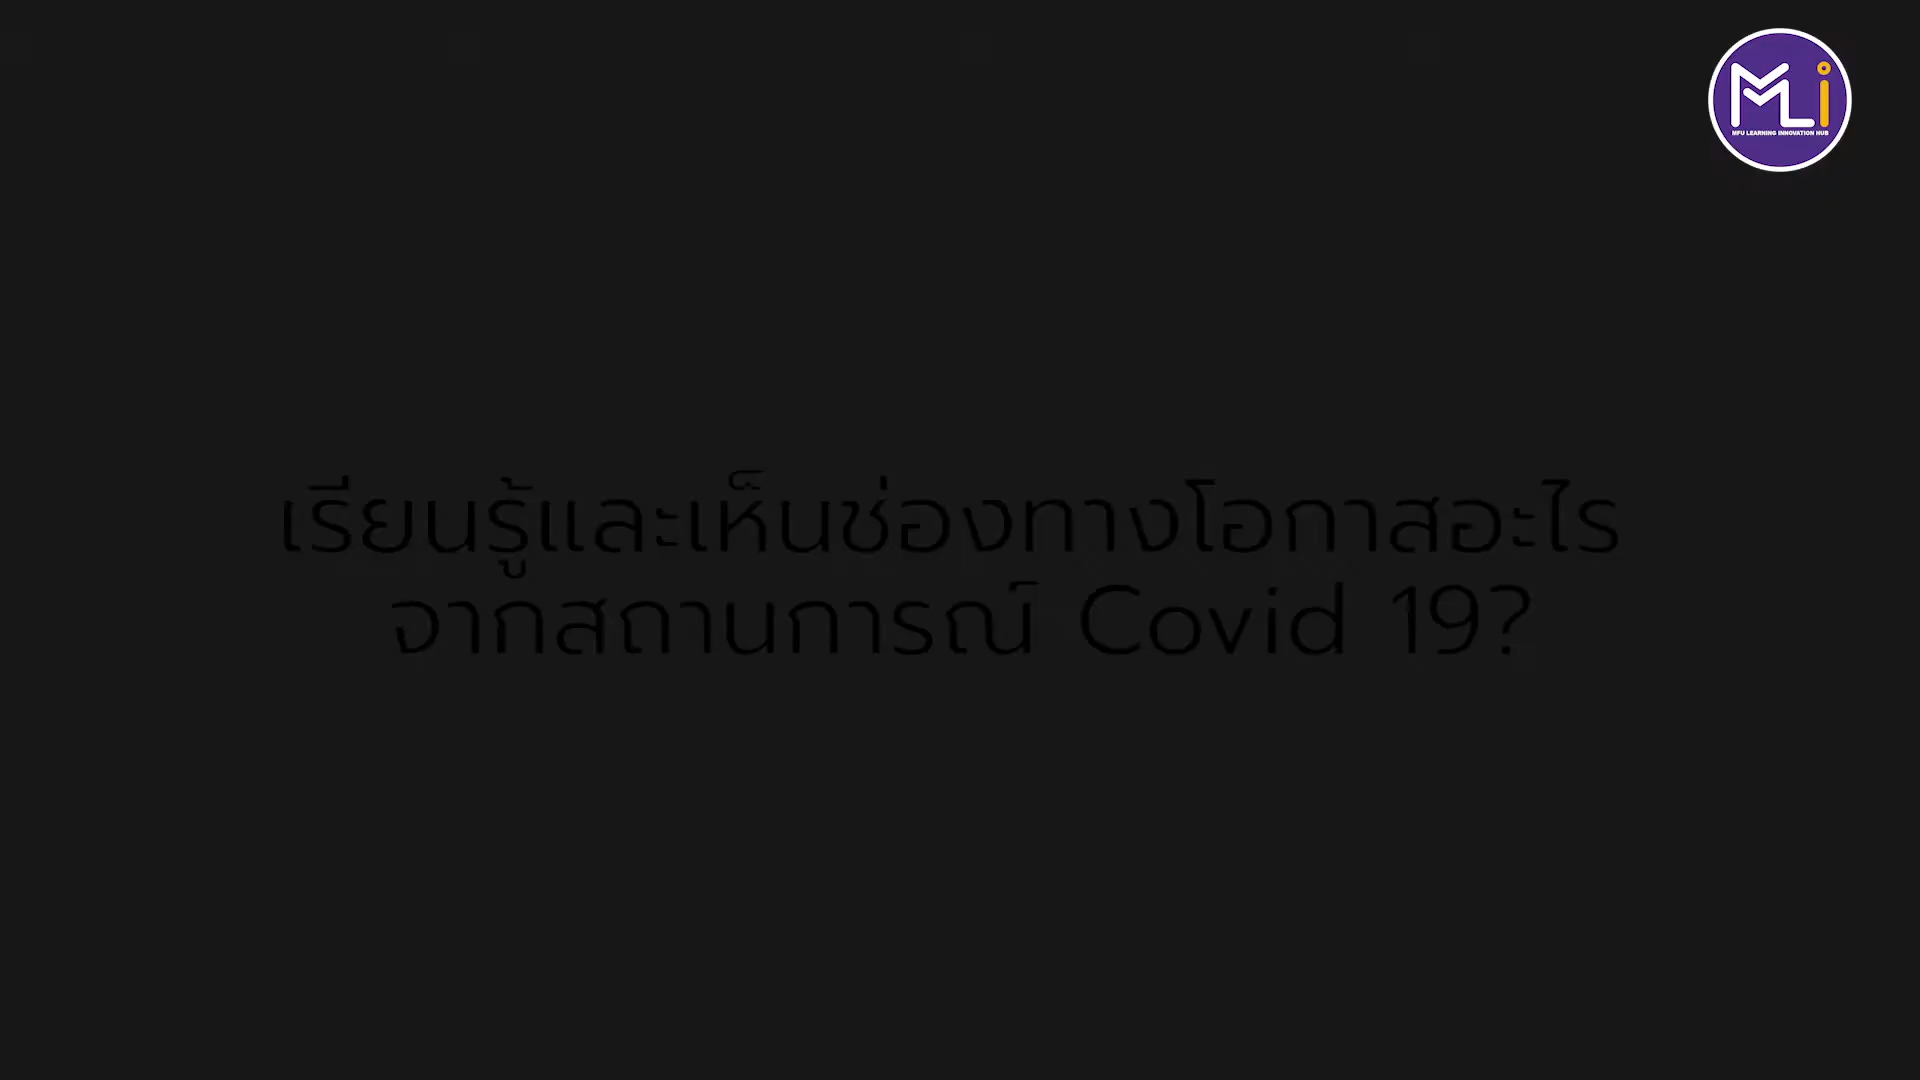 MLi
MFU LEARNING INNOVATION HUB
เรียนรู้และเห็นช่องทางโอกาสอะไร
จากสถานการณ์ Covid 19?